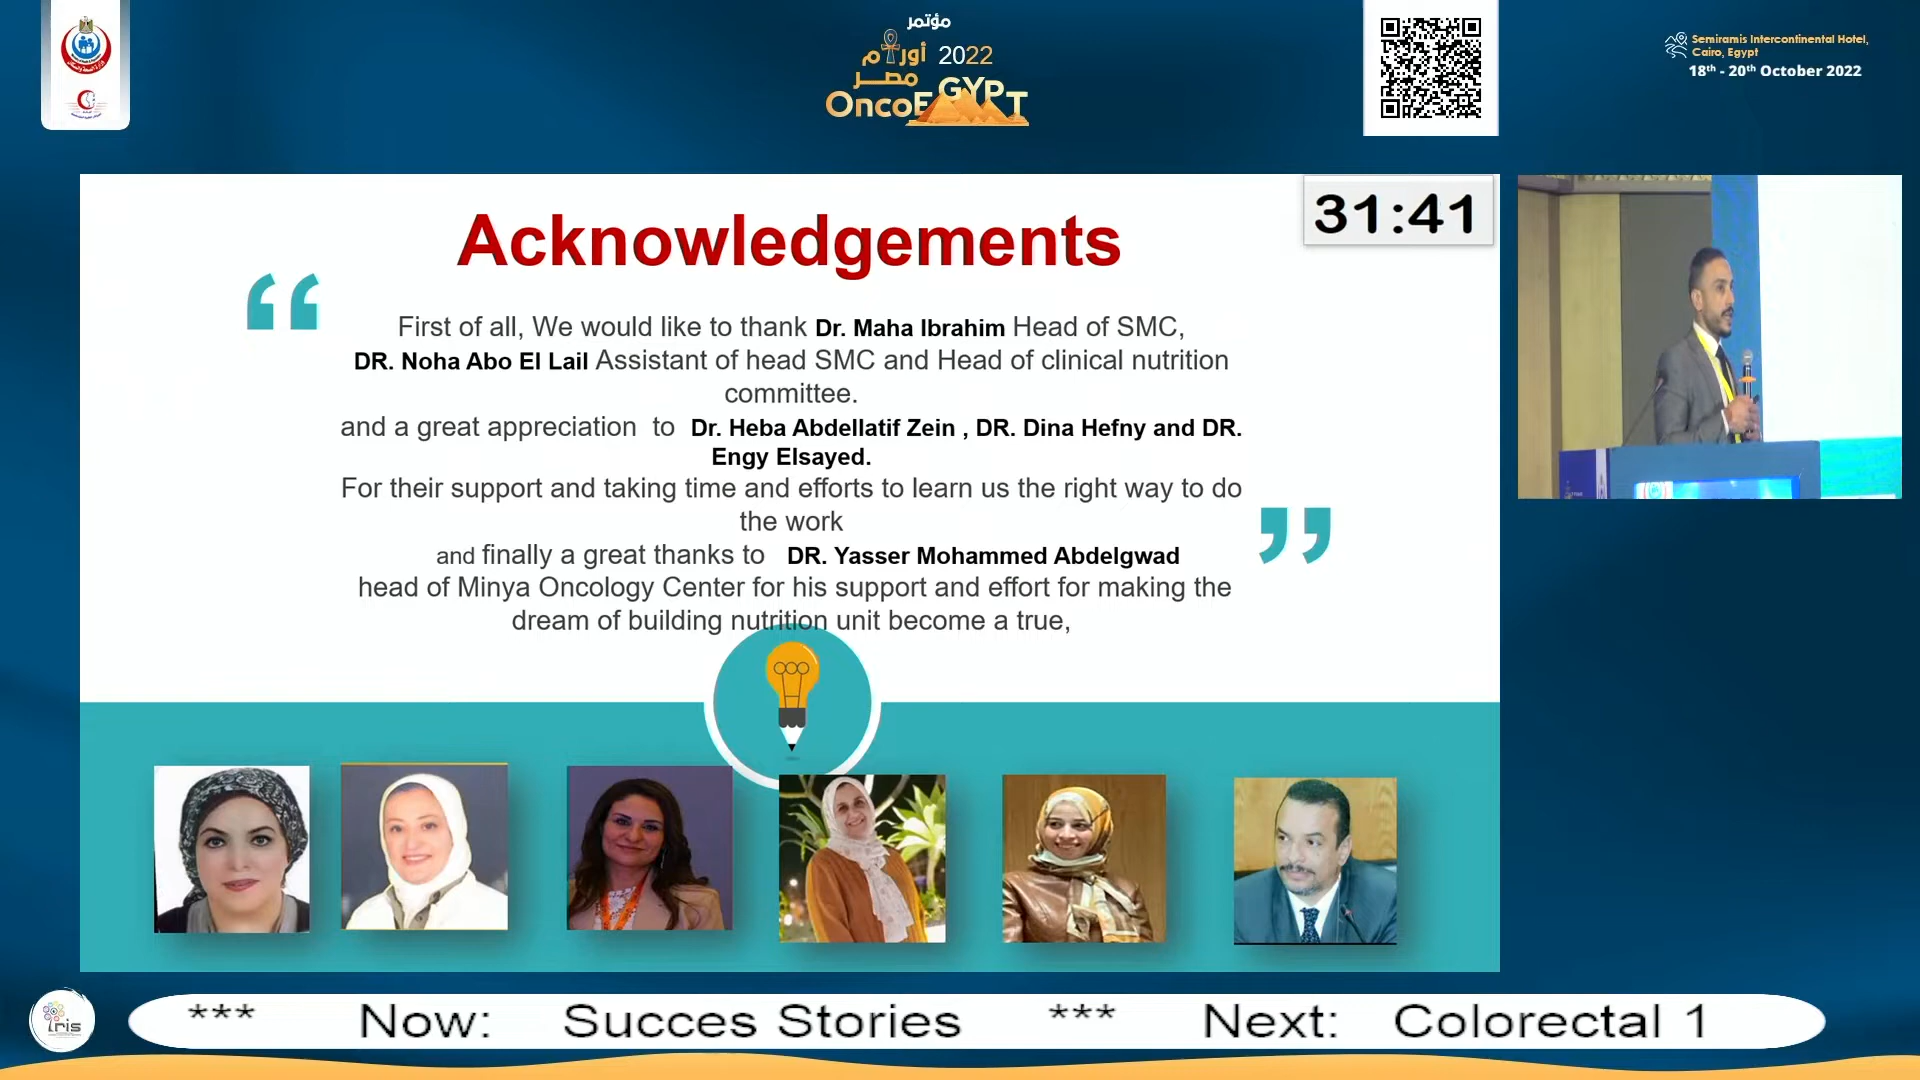 مؤتمر
أورام 2022
مصر
OncoEGYPT
Semiramis Intercontinental Hotel,
Cairo, Egypt
18th - 20th October 2022
31:41
Acknowledgements
“
First of all, We would like to thank Dr. Maha Ibrahim Head of SMC,
DR. Noha Abo El Lail Assistant of head SMC and Head of clinical nutrition
committee.
and a great appreciation to Dr. Heba Abdellatif Zein , DR. Dina Hefny and DR.
Engy Elsayed.
For their support and taking time and efforts to learn us the right way to do
the work
and finally a great thanks to DR. Yasser Mohammed Abdelgwad
head of Minya Oncology Center for his support and effort for making the
dream of building nutrition unit become a true,
”
iris
*** Now: Succes Stories *** Next: Colorectal 1